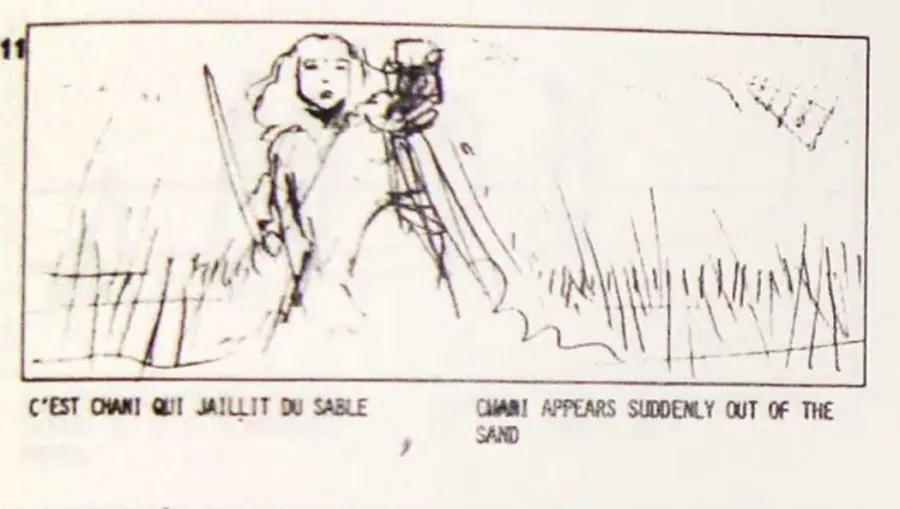 11
C'EST CHANI QUI JAILLIT DU SABLE
CHANI APPEARS SUDDENLY OUT OF THE
SAND